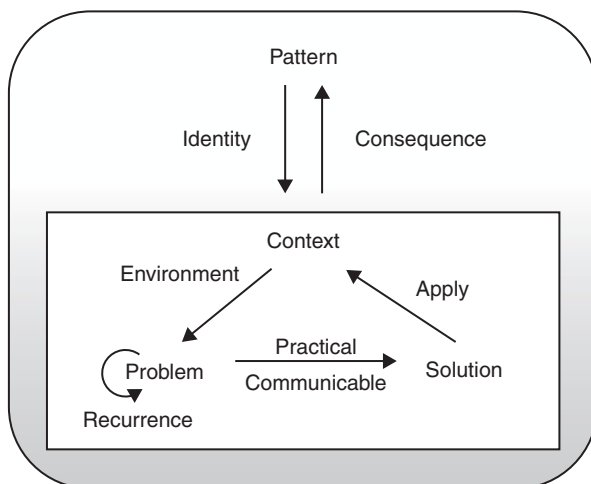 Pattern
Identity
Consequence
Context
Environment
Apply
Practical
Problem
Communicable
Solution
Recurrence